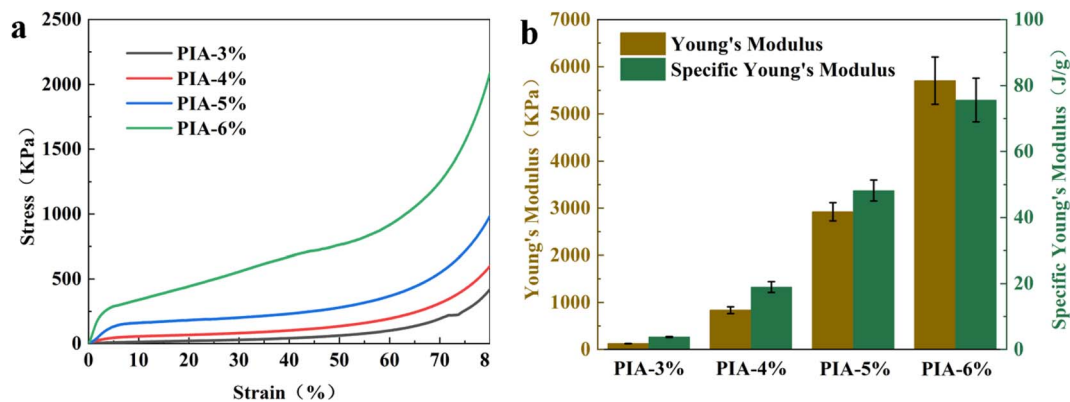 a
2500
2000
1500
1000
500
0
0 10 20 30 40 50 60 70 8
Stress（KPa）
Strain（%）
PIA-3%
PIA-4%
PIA-5%
PIA-6%
b
7000
6000
5000
4000
3000
2000
1000
0
Young's Modulus（KPa）
Young's Modulus
Specific Young's Modulus
100
80
60
40
20
0
Specific Young's Modulus（J/g）
PIA-3% PIA-4% PIA-5% PIA-6%